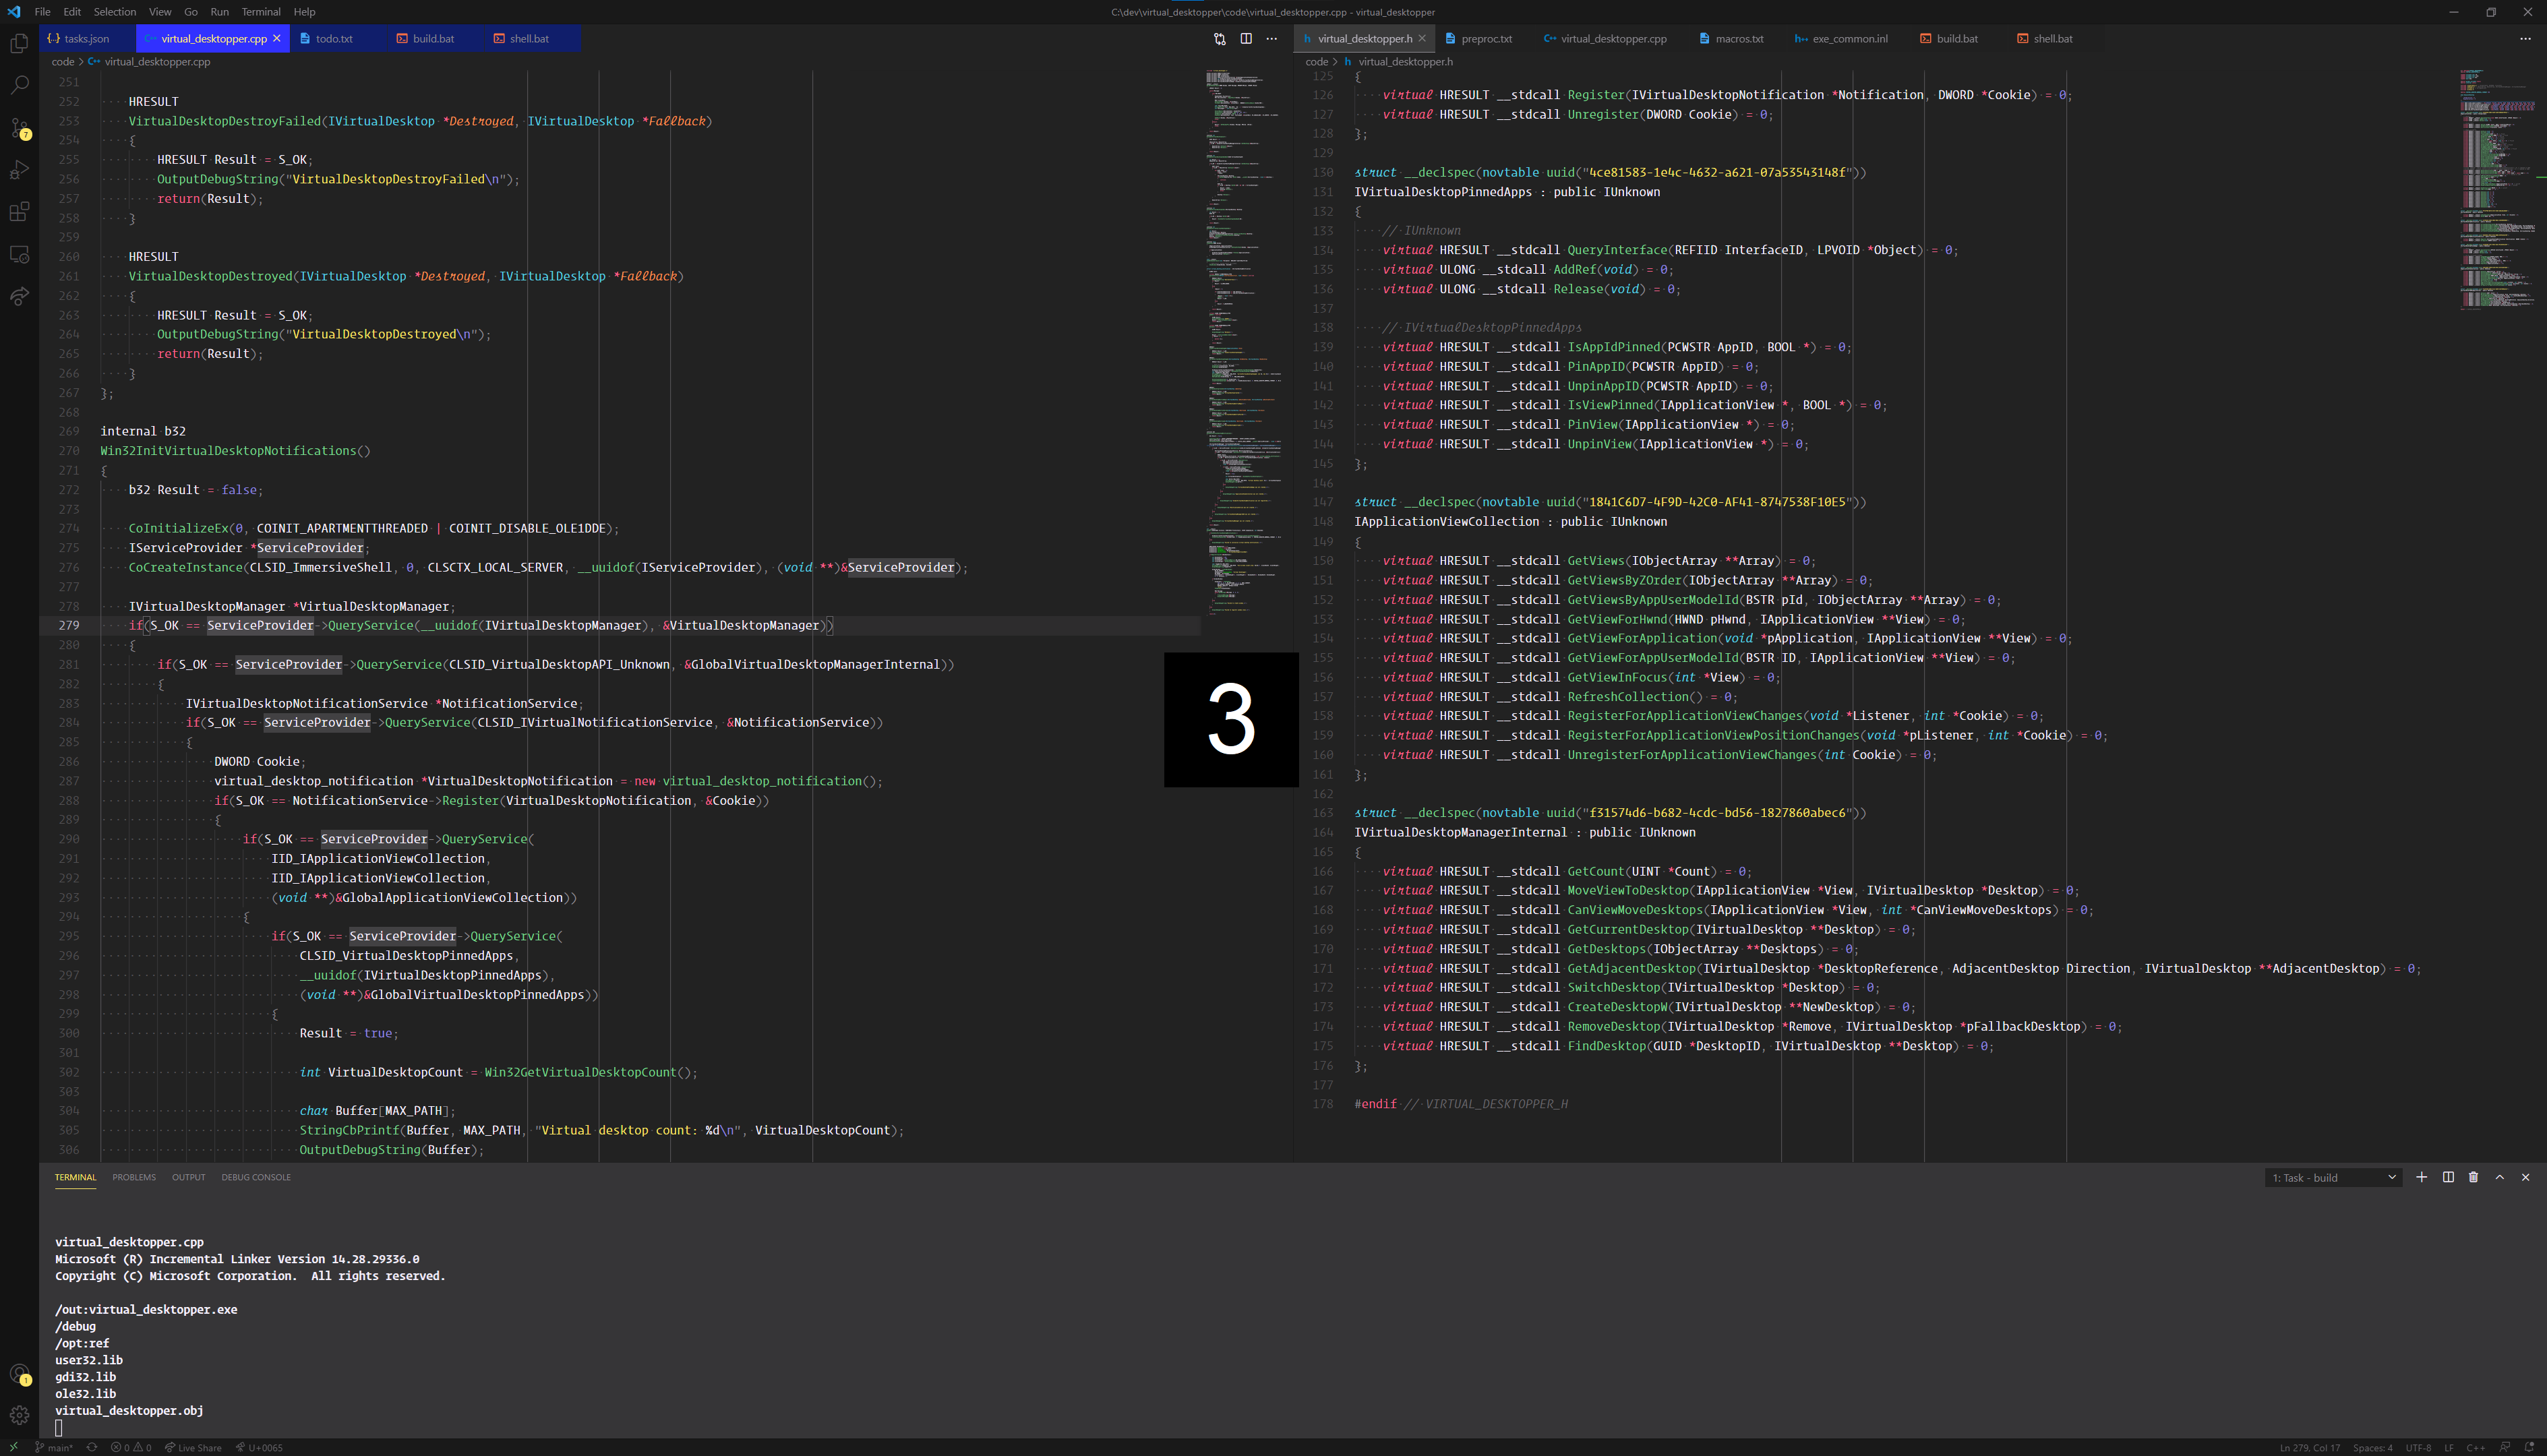 File Edit Selection View Go Run Terminal Help
C:\dev\virtual_desktopper\code\virtual_desktopper.cpp - virtual_desktopper
tasks.json virtual_desktopper.cpp todo.txt build.bat shell.bat
code > virtual_desktopper.cpp
251
252 HRESULT
253 VirtualDesktopDestroyFailed(IVirtualDesktop *Destroyed, IVirtualDesktop *Fallback)
254 {
255 HRESULT Result = S_OK;
256 OutputDebugString("VirtualDesktopDestroyFailed\n");
257 return(Result);
258 }
259
260 HRESULT
261 VirtualDesktopDestroyed(IVirtualDesktop *Destroyed, IVirtualDesktop *Fallback)
262 {
263 HRESULT Result = S_OK;
264 OutputDebugString("VirtualDesktopDestroyed\n");
265 return(Result);
266 }
267 };
268
269 internal b32
270 Win32InitVirtualDesktopNotifications()
271 {
272 b32 Result = false;
273
274 CoInitializeEx(0, COINIT_APARTMENTTHREADED | COINIT_DISABLE_OLE1DDE);
275 IServiceProvider *ServiceProvider;
276 CoCreateInstance(CLSID_ImmersiveShell, 0, CLSCTX_LOCAL_SERVER, __uuidof(IServiceProvider), (void **)&ServiceProvider);
277
278 IVirtualDesktopManager *VirtualDesktopManager;
279 if(S_OK == ServiceProvider->QueryService(__uuidof(IVirtualDesktopManager), &VirtualDesktopManager))
280 {
281 if(S_OK == ServiceProvider->QueryService(CLSID_VirtualDesktopAPI_Unknown, &GlobalVirtualDesktopManagerInternal))
282 {
283 IVirtualDesktopNotificationService *NotificationService;
284 if(S_OK == ServiceProvider->QueryService(CLSID_IVirtualNotificationService, &NotificationService))
285 {
286 DWORD Cookie;
287 virtual_desktop_notification *VirtualDesktopNotification = new virtual_desktop_notification();
288 if(S_OK == NotificationService->Register(VirtualDesktopNotification, &Cookie))
289 {
290 if(S_OK == ServiceProvider->QueryService(
291 IID_IApplicationViewCollection,
292 IID_IApplicationViewCollection,
293 (void **)&GlobalApplicationViewCollection))
294 {
295 if(S_OK == ServiceProvider->QueryService(
296 CLSID_VirtualDesktopPinnedApps,
297 __uuidof(IVirtualDesktopPinnedApps),
298 (void **)&GlobalVirtualDesktopPinnedApps))
299 {
300 Result = true;
301
302 int VirtualDesktopCount = Win32GetVirtualDesktopCount();
303
304 char Buffer[MAX_PATH];
305 StringCbPrintf(Buffer, MAX_PATH, "Virtual desktop count: %d\n", VirtualDesktopCount);
306 OutputDebugString(Buffer);
3
virtual_desktopper.h preproc.txt virtual_desktopper.cpp macros.txt exe_common.inl build.bat shell.bat
code > virtual_desktopper.h
125 {
126 virtual HRESULT __stdcall Register(IVirtualDesktopNotification *Notification, DWORD *Cookie) = 0;
127 virtual HRESULT __stdcall Unregister(DWORD Cookie) = 0;
128 };
129
130 struct __declspec(novtable uuid("4ce81583-1e4c-4632-a621-07a53543148f"))
131 IVirtualDesktopPinnedApps : public IUnknown
132 {
133 // IUnknown
134 virtual HRESULT __stdcall QueryInterface(REFIID InterfaceID, LPVOID *Object) = 0;
135 virtual ULONG __stdcall AddRef(void) = 0;
136 virtual ULONG __stdcall Release(void) = 0;
137
138 // IVirtualDesktopPinnedApps
139 virtual HRESULT __stdcall IsAppIdPinned(PCWSTR AppID, BOOL *) = 0;
140 virtual HRESULT __stdcall PinAppID(PCWSTR AppID) = 0;
141 virtual HRESULT __stdcall UnpinAppID(PCWSTR AppID) = 0;
142 virtual HRESULT __stdcall IsViewPinned(IApplicationView *, BOOL *) = 0;
143 virtual HRESULT __stdcall PinView(IApplicationView *) = 0;
144 virtual HRESULT __stdcall UnpinView(IApplicationView *) = 0;
145 };
146
147 struct __declspec(novtable uuid("1841C6D7-4F9D-42C0-AF41-8747538F10E5"))
148 IApplicationViewCollection : public IUnknown
149 {
150 virtual HRESULT __stdcall GetViews(IObjectArray **Array) = 0;
151 virtual HRESULT __stdcall GetViewsByZOrder(IObjectArray **Array) = 0;
152 virtual HRESULT __stdcall GetViewsByAppUserModelId(BSTR pId, IObjectArray **Array) = 0;
153 virtual HRESULT __stdcall GetViewForHwnd(HWND pHwnd, IApplicationView **View) = 0;
154 virtual HRESULT __stdcall GetViewForApplication(void *pApplication, IApplicationView **View) = 0;
155 virtual HRESULT __stdcall GetViewForAppUserModelId(BSTR ID, IApplicationView **View) = 0;
156 virtual HRESULT __stdcall GetViewInFocus(int *View) = 0;
157 virtual HRESULT __stdcall RefreshCollection() = 0;
158 virtual HRESULT __stdcall RegisterForApplicationViewChanges(void *Listener, int *Cookie) = 0;
159 virtual HRESULT __stdcall RegisterForApplicationViewPositionChanges(void *pListener, int *Cookie) = 0;
160 virtual HRESULT __stdcall UnregisterForApplicationViewChanges(int Cookie) = 0;
161 };
162
163 struct __declspec(novtable uuid("f31574d6-b682-4cdc-bd56-1827860abec6"))
164 IVirtualDesktopManagerInternal : public IUnknown
165 {
166 virtual HRESULT __stdcall GetCount(UINT *Count) = 0;
167 virtual HRESULT __stdcall MoveViewToDesktop(IApplicationView *View, IVirtualDesktop *Desktop) = 0;
168 virtual HRESULT __stdcall CanViewMoveDesktops(IApplicationView *View, int *CanViewMoveDesktops) = 0;
169 virtual HRESULT __stdcall GetCurrentDesktop(IVirtualDesktop **Desktop) = 0;
170 virtual HRESULT __stdcall GetDesktops(IObjectArray **Desktops) = 0;
171 virtual HRESULT __stdcall GetAdjacentDesktop(IVirtualDesktop *DesktopReference, AdjacentDesktop Direction, IVirtualDesktop **AdjacentDesktop) = 0;
172 virtual HRESULT __stdcall SwitchDesktop(IVirtualDesktop *Desktop) = 0;
173 virtual HRESULT __stdcall CreateDesktopW(IVirtualDesktop **NewDesktop) = 0;
174 virtual HRESULT __stdcall RemoveDesktop(IVirtualDesktop *Remove, IVirtualDesktop *pFallbackDesktop) = 0;
175 virtual HRESULT __stdcall FindDesktop(GUID *DesktopID, IVirtualDesktop **Desktop) = 0;
176 };
177
178 #endif // VIRTUAL_DESKTOPPER_H
7
TERMINAL PROBLEMS OUTPUT DEBUG CONSOLE
1: Task - build
virtual_desktopper.cpp
Microsoft (R) Incremental Linker Version 14.28.29336.0
Copyright (C) Microsoft Corporation.  All rights reserved.
/out:virtual_desktopper.exe
/debug
/opt:ref
user32.lib
gdi32.lib
ole32.lib
virtual_desktopper.obj
1
main* 0 0 Live Share U+0065
Ln 279, Col 17 Spaces: 4 UTF-8 LF C++